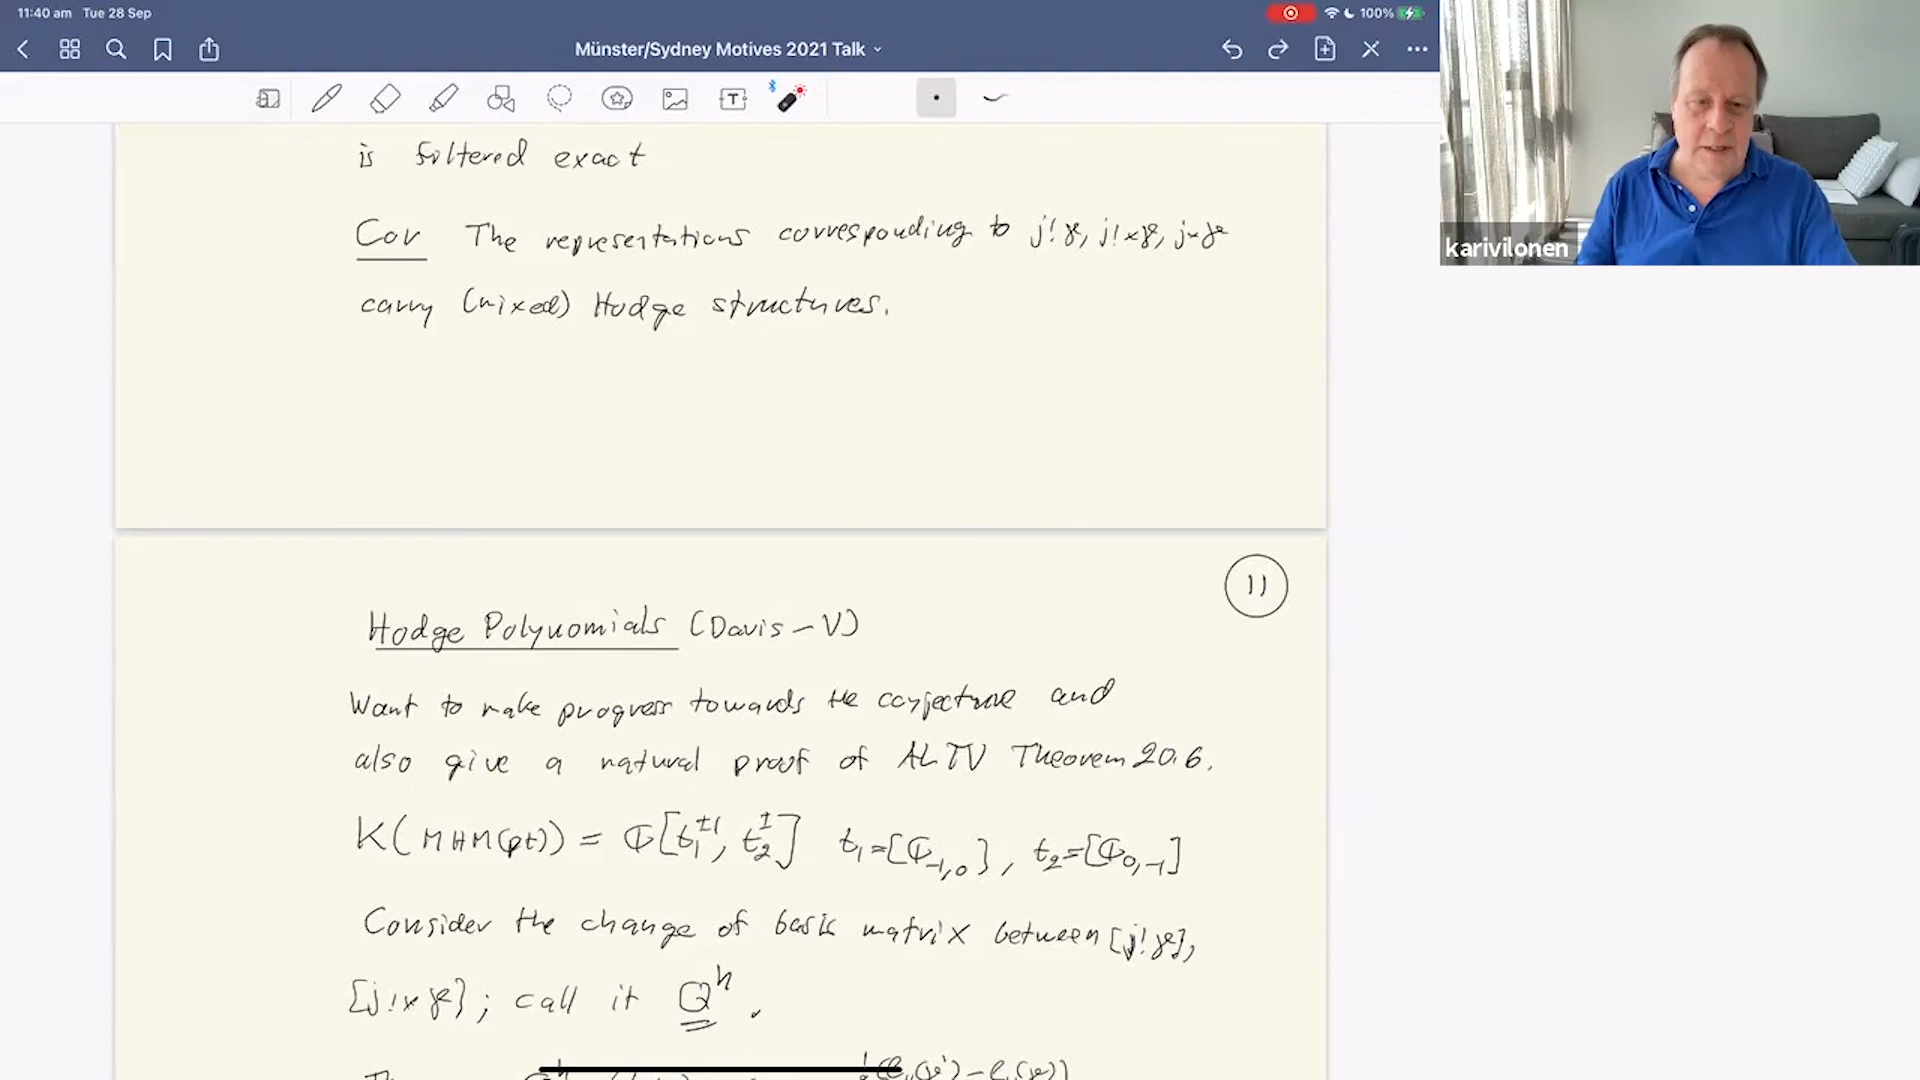 11:40 am Tue 28 Sep
100%
Münster/Sydney Motives 2021 Talk
is filtered exact
Cor The representations corresponding to j!γ, j!*γ, j*γ
carry (mixed) Hodge structures.
11
Hodge Polynomials (Davis-V)
Want to make progress towards the conjecture and
also give a natural proof of ALTV Theorem 20.6.
K(MHM(pt)) = ℂ[t₁^±1, t₂^±] t₁=[ℂ₋₁,₀], t₂=[ℂ₀,₋₁]
Consider the change of basis matrix between [j!γ],
[j!*γ]; call it Q^h.
karivilonen